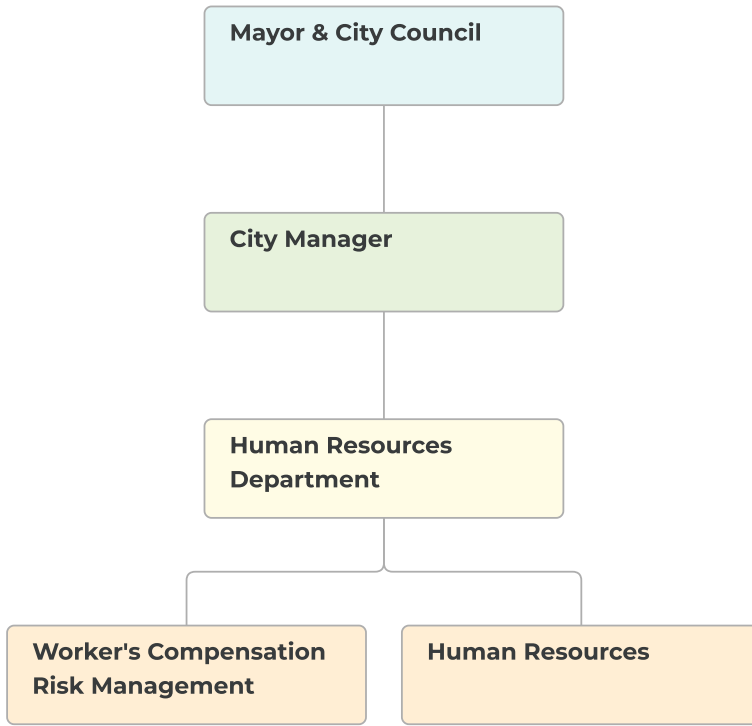 Mayor & City Council
City Manager
Human Resources
Department
Worker's Compensation
Risk Management
Human Resources